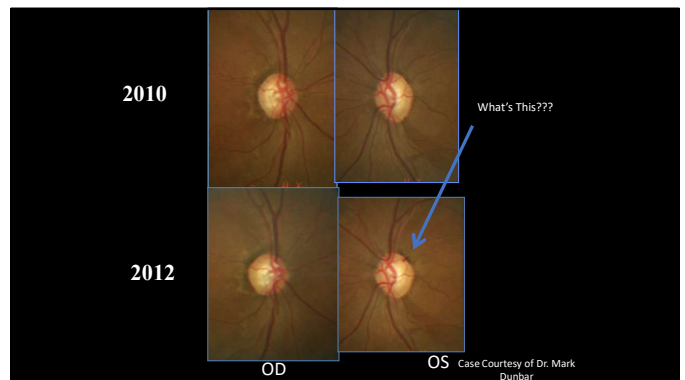 2010
What's This???
2012
OD
OS
Case Courtesy of Dr. Mark
Dunbar